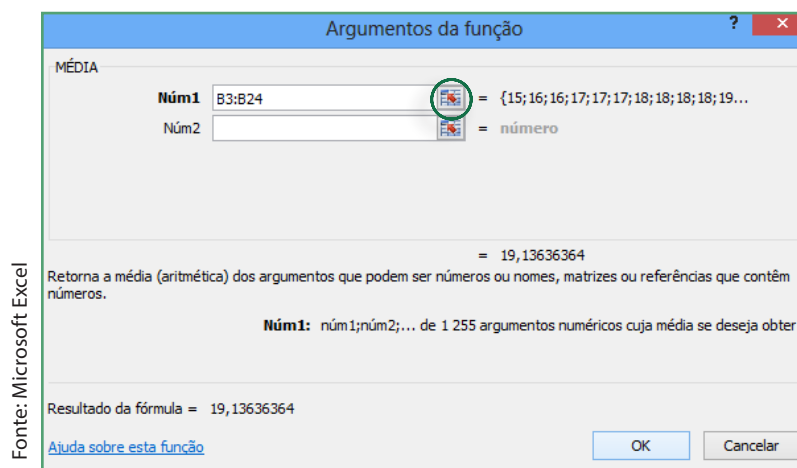 Argumentos da função ? ×
MÉDIA
Núm1 B3:B24 = {15;16;16;17;17;17;18;18;18;18;19...
Núm2 = número
= 19,13636364
Retorna a média (aritmética) dos argumentos que podem ser números ou nomes, matrizes ou referências que contêm
números.
Núm1: núm1;núm2;... de 1 255 argumentos numéricos cuja média se deseja obter
Resultado da fórmula = 19,13636364
Ajuda sobre esta função OK Cancelar
Fonte: Microsoft Excel